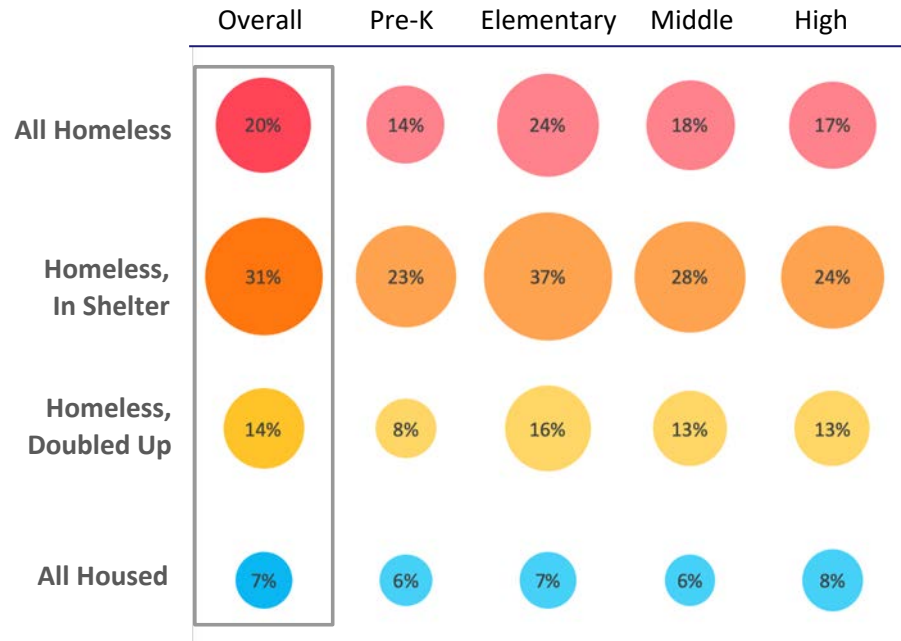 Overall Pre-K Elementary Middle High
All Homeless 20% 14% 24% 18% 17%
Homeless,
In Shelter 31% 23% 37% 28% 24%
Homeless,
Doubled Up 14% 8% 16% 13% 13%
All Housed 7% 6% 7% 6% 8%